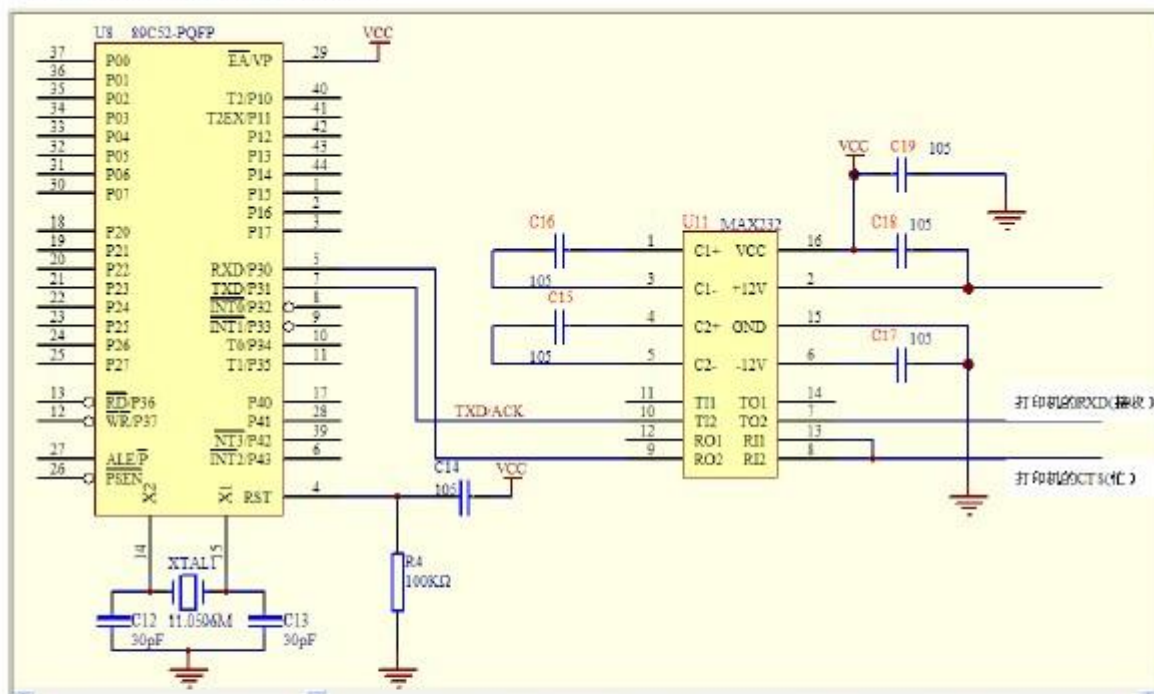 U8 89C52-PQFP
VCC
37 P00 EA/VP 29
36 P01
35 P02 T2/P10 40
34 P03 T2EX/P11 41
33 P04 P12 42
32 P05 P13 43
31 P06 P14 44
30 P07 P15 1
P16 2
18 P20 P17 3
19 P21
20 P22 RXD/P30 5
21 P23 TXD/P31 7
22 P24 INT0/P32 8
23 P25 INT1/P33 9
24 P26 T0/P34 10
25 P27 T1/P35 11
13 RD/P36 P40 17
12 WR/P37 P41 28
NT3/P42 39
27 ALE/P INT2/P43 6
26 PSEN
X2 X1 RST 4
14 15
XTAL1
11.0596M
C12
30pF
C13
30pF
C14
105
VCC
R4
100KΩ
TXD/ACK
C16
105
C15
105
U11 MAX232
1 C1+ VCC 16
3 C1- +12V 2
4 C2+ GND 15
5 C2- -12V 6
11 TI1 TO1 14
10 TI2 TO2 7
12 RO1 RI1 13
9 RO2 RI2 8
VCC
C19 105
C18
105
C17
105
打印机的RXD(接收)
打印机的CTS(忙)